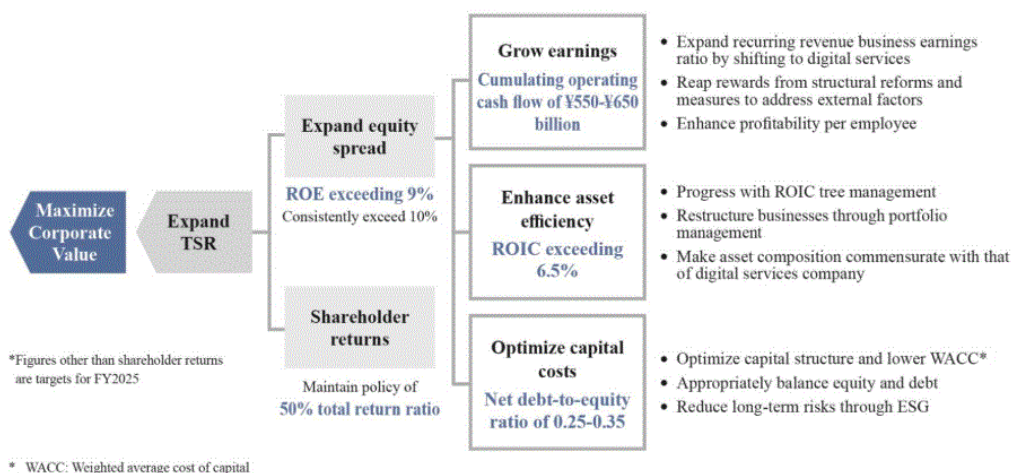 Maximize
Corporate
Value
Expand
TSR
Expand equity
spread
ROE exceeding 9%
Consistently exceed 10%
Shareholder
returns
Maintain policy of
50% total return ratio
Grow earnings
Cumulating operating
cash flow of ¥550-¥650
billion
• Expand recurring revenue business earnings
ratio by shifting to digital services
• Reap rewards from structural reforms and
measures to address external factors
• Enhance profitability per employee
Enhance asset
efficiency
ROIC exceeding
6.5%
• Progress with ROIC tree management
• Restructure businesses through portfolio
management
• Make asset composition commensurate with that
of digital services company
Optimize capital
costs
Net debt-to-equity
ratio of 0.25-0.35
• Optimize capital structure and lower WACC*
• Appropriately balance equity and debt
• Reduce long-term risks through ESG
*Figures other than shareholder returns
are targets for FY2025
* WACC: Weighted average cost of capital